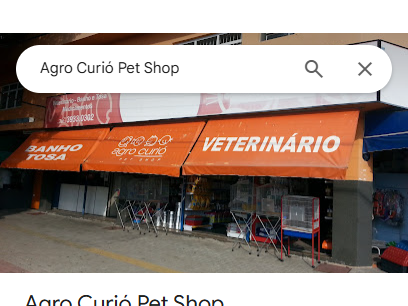 Agro Curió Pet Shop
BANHO
TOSA
agro curió
PET SHOP
VETERINÁRIO
Agro Curió Pet Shop